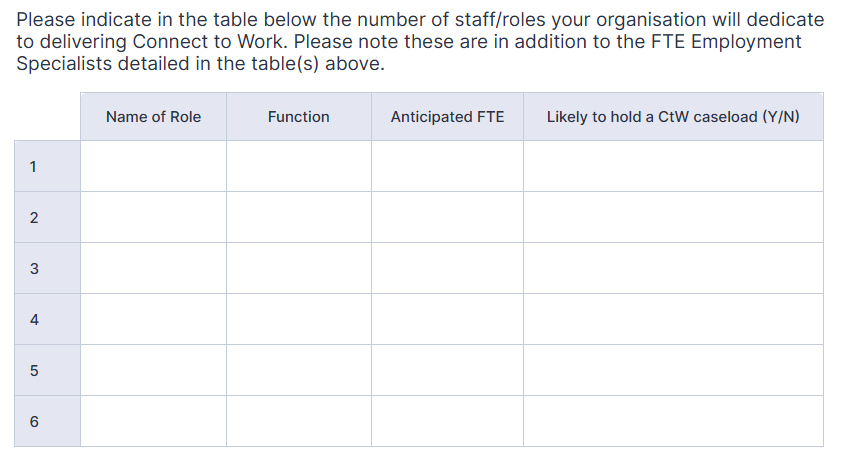 Please indicate in the table below the number of staff/roles your organisation will dedicate
to delivering Connect to Work. Please note these are in addition to the FTE Employment
Specialists detailed in the table(s) above.
Name of Role Function Anticipated FTE Likely to hold a CtW caseload (Y/N)
1
2
3
4
5
6